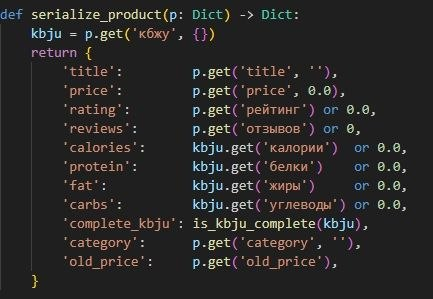 def serialize_product(p: Dict) -> Dict:
    kbju = p.get('кбжу', {})
    return {
        'title':         p.get('title', ''),
        'price':         p.get('price', 0.0),
        'rating':        p.get('рейтинг') or 0.0,
        'reviews':       p.get('отзывов') or 0,
        'calories':      kbju.get('калории')  or 0.0,
        'protein':       kbju.get('белки')    or 0.0,
        'fat':           kbju.get('жиры')     or 0.0,
        'carbs':         kbju.get('углеводы') or 0.0,
        'complete_kbju': is_kbju_complete(kbju),
        'category':      p.get('category', ''),
        'old_price':     p.get('old_price'),
    }